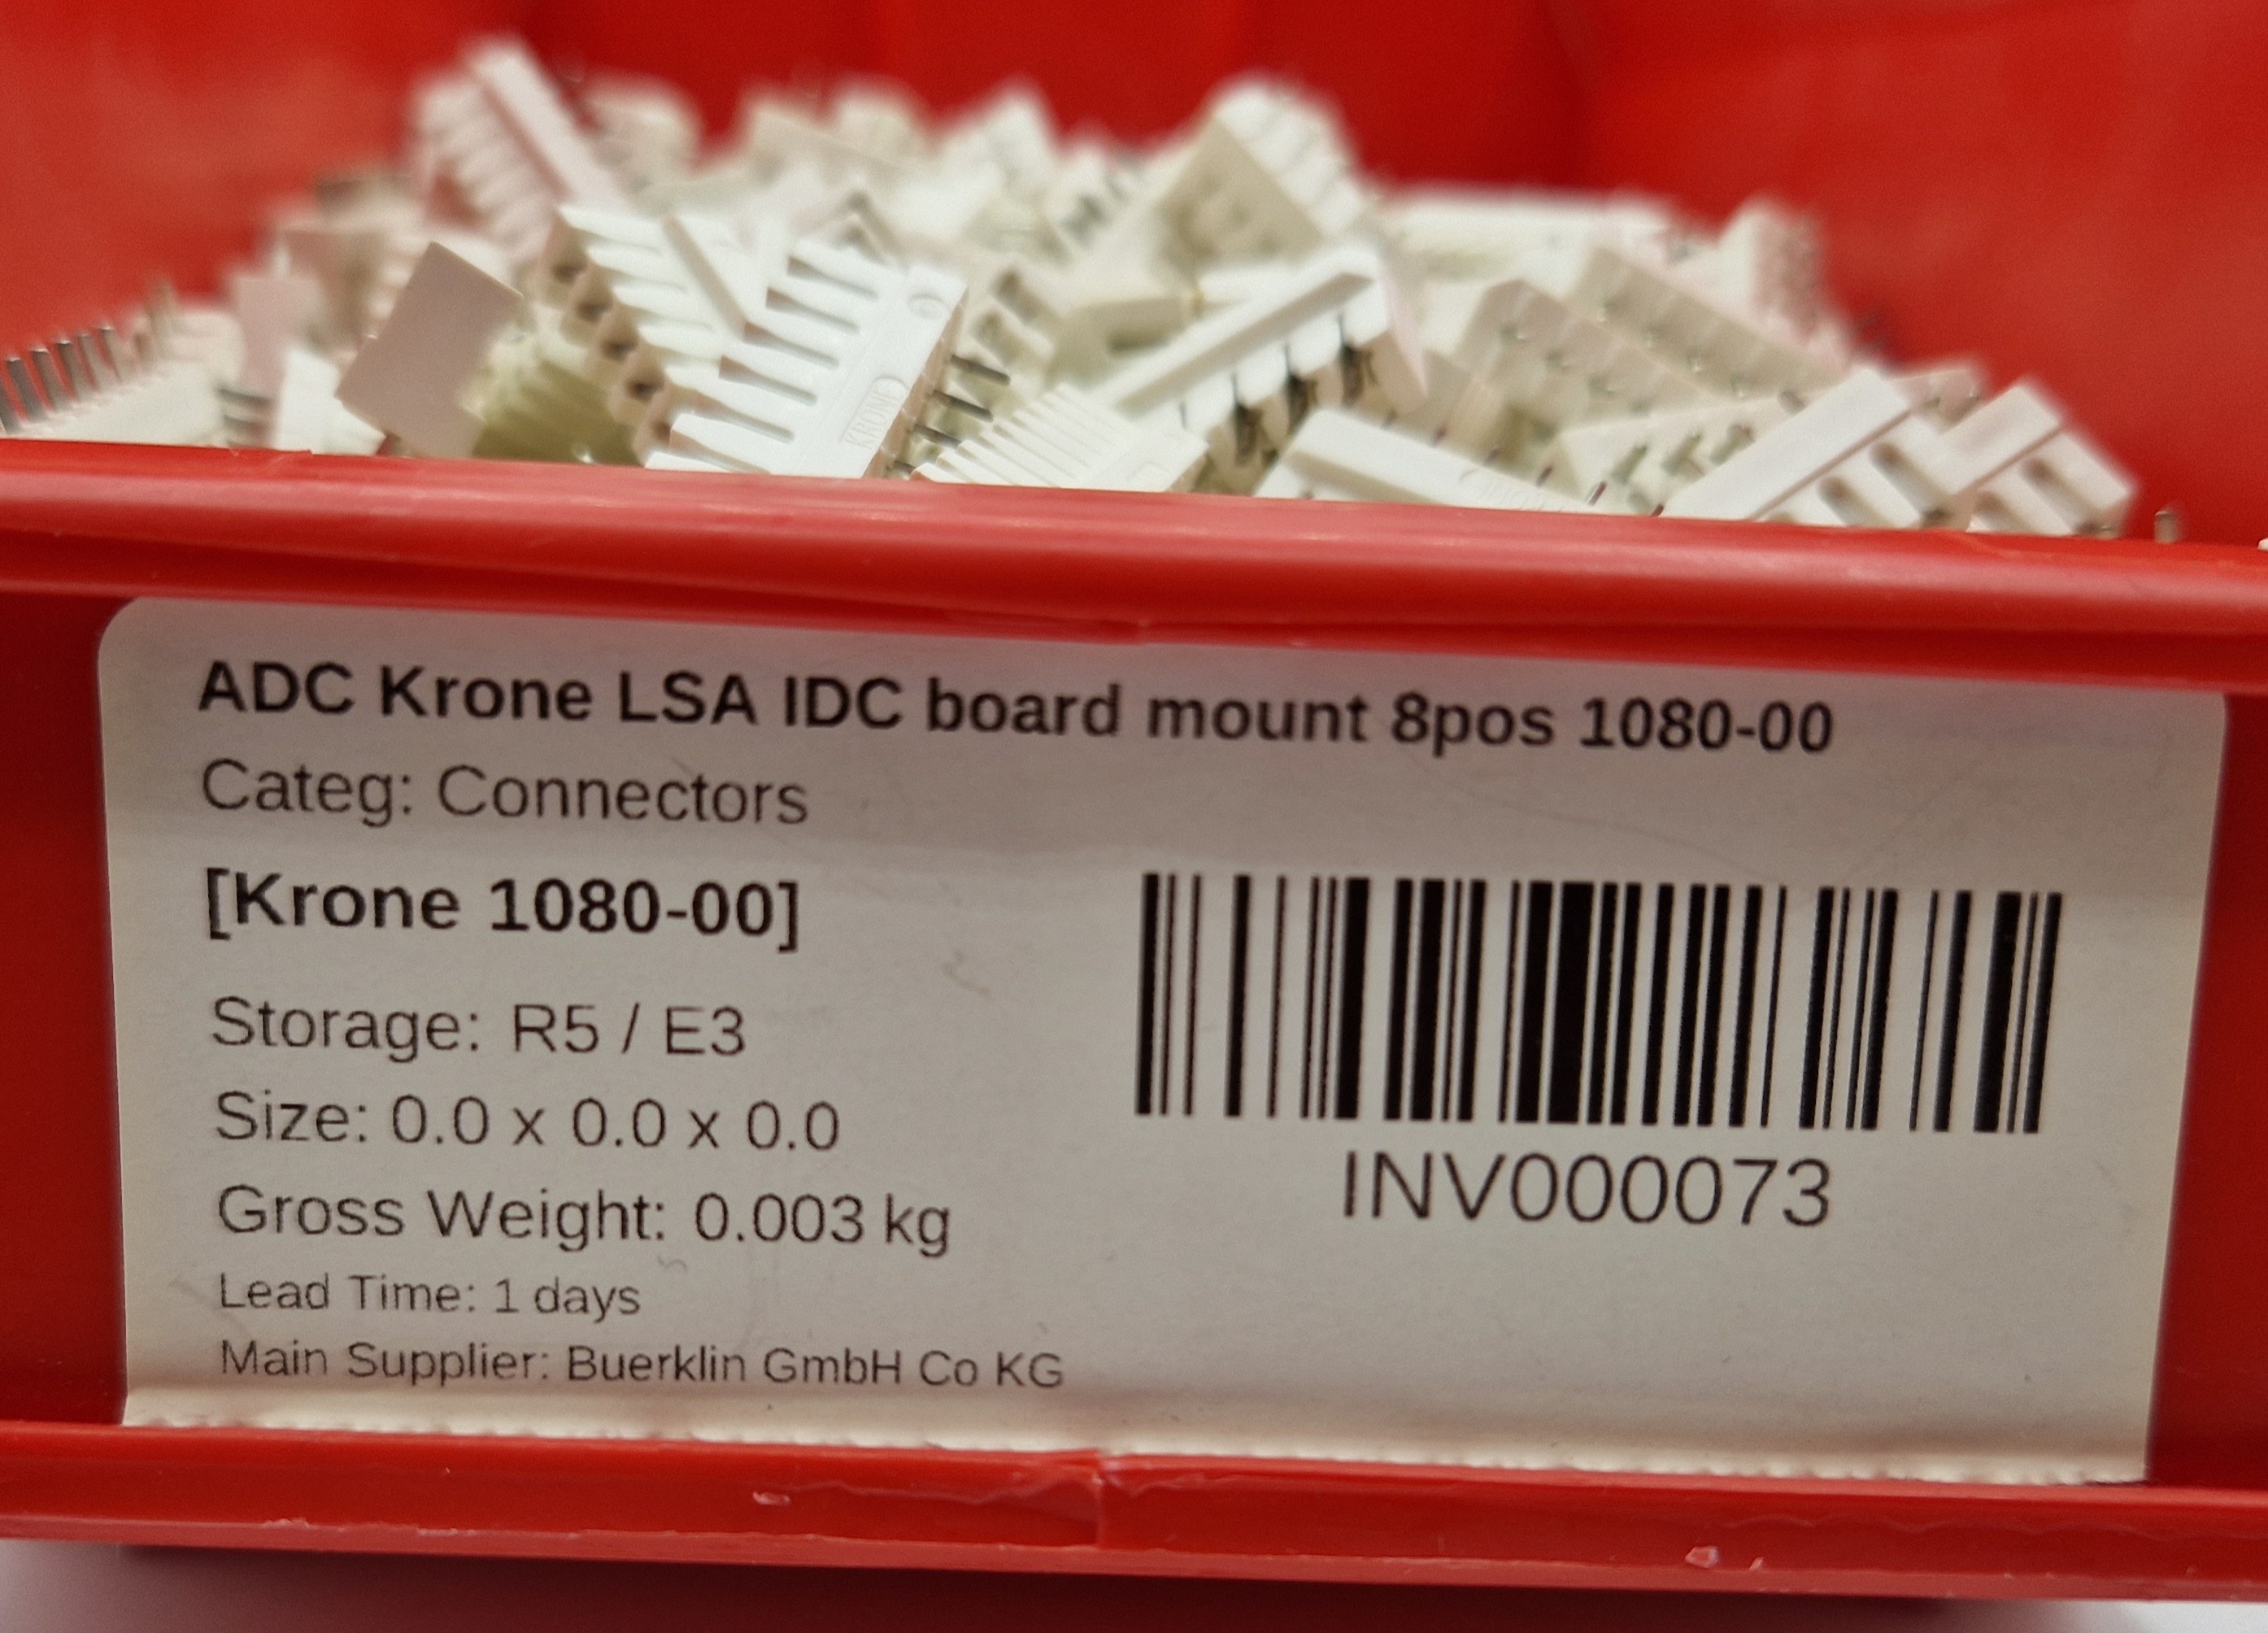 KRONE
ADC Krone LSA IDC board mount 8pos 1080-00
Categ: Connectors
[Krone 1080-00]
Storage: R5 / E3
Size: 0.0 x 0.0 x 0.0
Gross Weight: 0.003 kg
Lead Time: 1 days
Main Supplier: Buerklin GmbH Co KG
INV000073